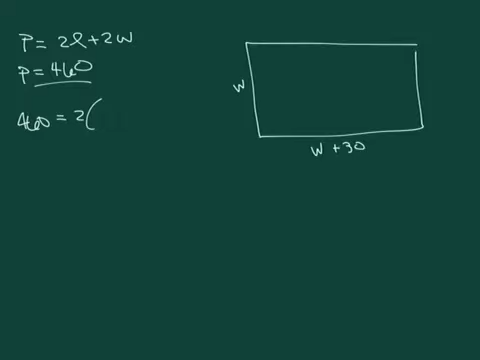 P = 2l + 2w
P = 460
460 = 2(
w
w + 30